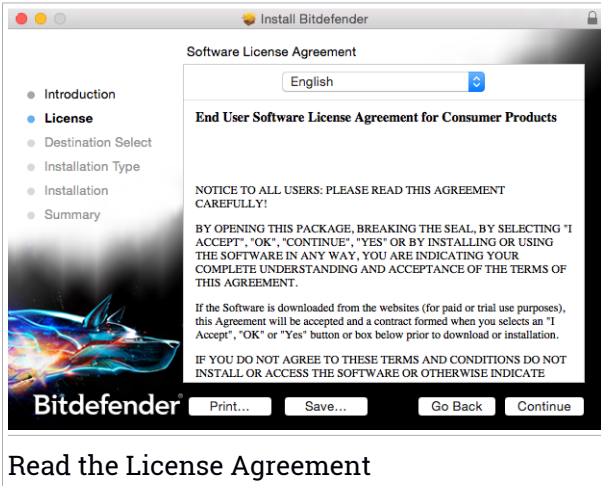 Install Bitdefender
Software License Agreement
English
Introduction
License
Destination Select
Installation Type
Installation
Summary
End User Software License Agreement for Consumer Products
NOTICE TO ALL USERS: PLEASE READ THIS AGREEMENT
CAREFULLY!
BY OPENING THIS PACKAGE, BREAKING THE SEAL, BY SELECTING "I
ACCEPT", "OK", "CONTINUE", "YES" OR BY INSTALLING OR USING
THE SOFTWARE IN ANY WAY, YOU ARE INDICATING YOUR
COMPLETE UNDERSTANDING AND ACCEPTANCE OF THE TERMS OF
THIS AGREEMENT.
If the Software is downloaded from the websites (for paid or trial use purposes),
this Agreement will be accepted and a contract formed when you selects an "I
Accept", "OK" or "Yes" button or box below prior to download or installation.
IF YOU DO NOT AGREE TO THESE TERMS AND CONDITIONS DO NOT
INSTALL OR ACCESS THE SOFTWARE OR OTHERWISE INDICATE
Bitdefender®
Print...
Save...
Go Back
Continue
Read the License Agreement